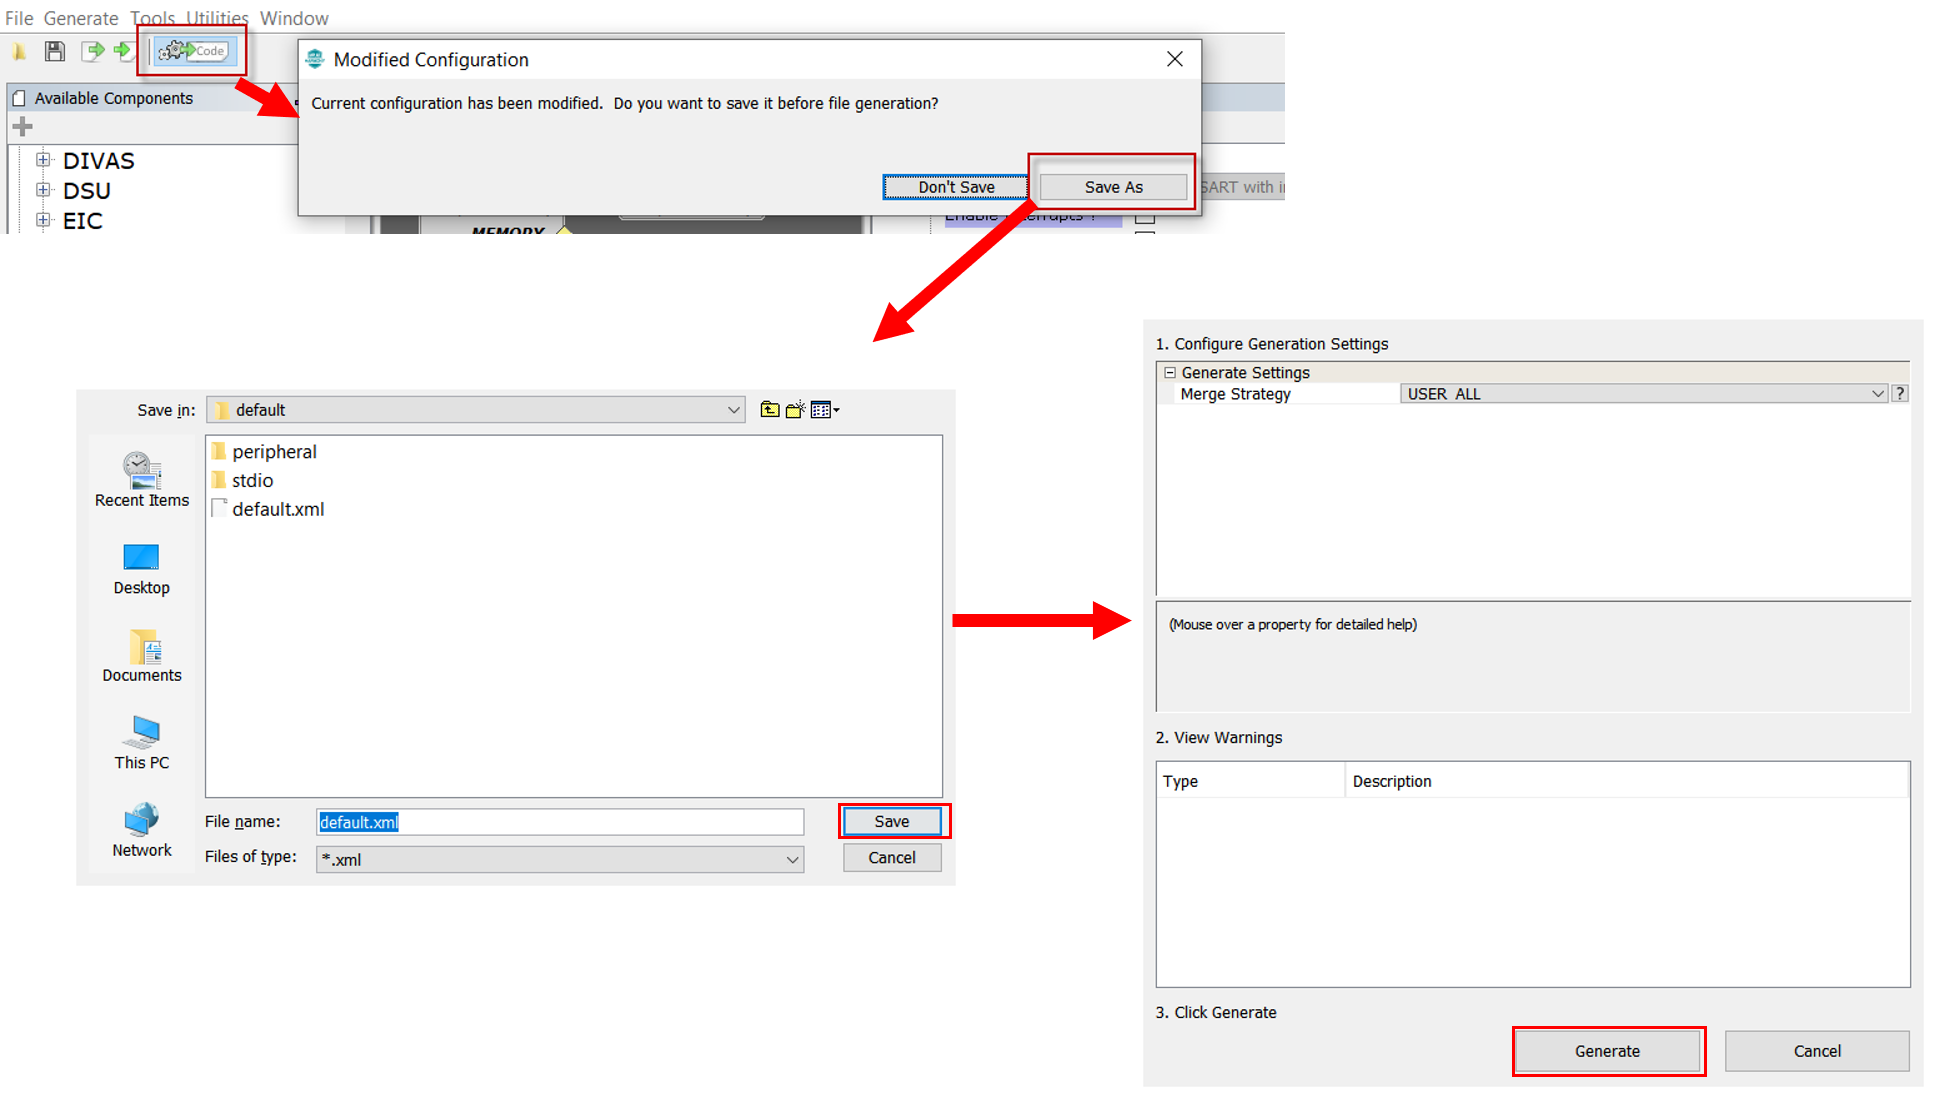 File Generate Tools Utilities Window
Code
Modified Configuration
Available Components
Current configuration has been modified. Do you want to save it before file generation?
DIVAS
DSU
EIC
Don't Save
Save As
MEMORY
1. Configure Generation Settings
Generate Settings
Merge Strategy
USER_ALL
?
(Mouse over a property for detailed help)
2. View Warnings
Type
Description
3. Click Generate
Generate
Cancel
Save in:
default
peripheral
stdio
default.xml
Recent Items
Desktop
Documents
This PC
Network
File name:
default.xml
Save
Files of type:
*.xml
Cancel